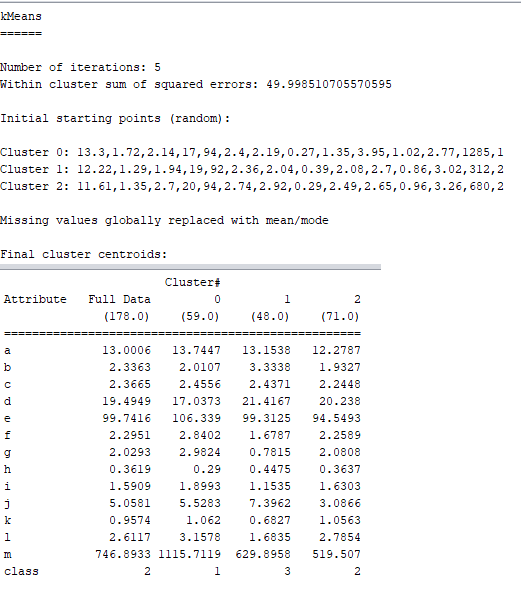 kMeans
======
Number of iterations: 5
Within cluster sum of squared errors: 49.998510705570595
Initial starting points (random):
Cluster 0: 13.3,1.72,2.14,17,94,2.4,2.19,0.27,1.35,3.95,1.02,2.77,1285,1
Cluster 1: 12.22,1.29,1.94,19,92,2.36,2.04,0.39,2.08,2.7,0.86,3.02,312,2
Cluster 2: 11.61,1.35,2.7,20,94,2.74,2.92,0.29,2.49,2.65,0.96,3.26,680,2
Missing values globally replaced with mean/mode
Final cluster centroids:
Cluster#
Attribute Full Data 0 1 2
(178.0) (59.0) (48.0) (71.0)
==================================================
a 13.0006 13.7447 13.1538 12.2787
b 2.3363 2.0107 3.3338 1.9327
c 2.3665 2.4556 2.4371 2.2448
d 19.4949 17.0373 21.4167 20.238
e 99.7416 106.339 99.3125 94.5493
f 2.2951 2.8402 1.6787 2.2589
g 2.0293 2.9824 0.7815 2.0808
h 0.3619 0.29 0.4475 0.3637
i 1.5909 1.8993 1.1535 1.6303
j 5.0581 5.5283 7.3962 3.0866
k 0.9574 1.062 0.6827 1.0563
l 2.6117 3.1578 1.6835 2.7854
m 746.8933 1115.7119 629.8958 519.507
class 2 1 3 2